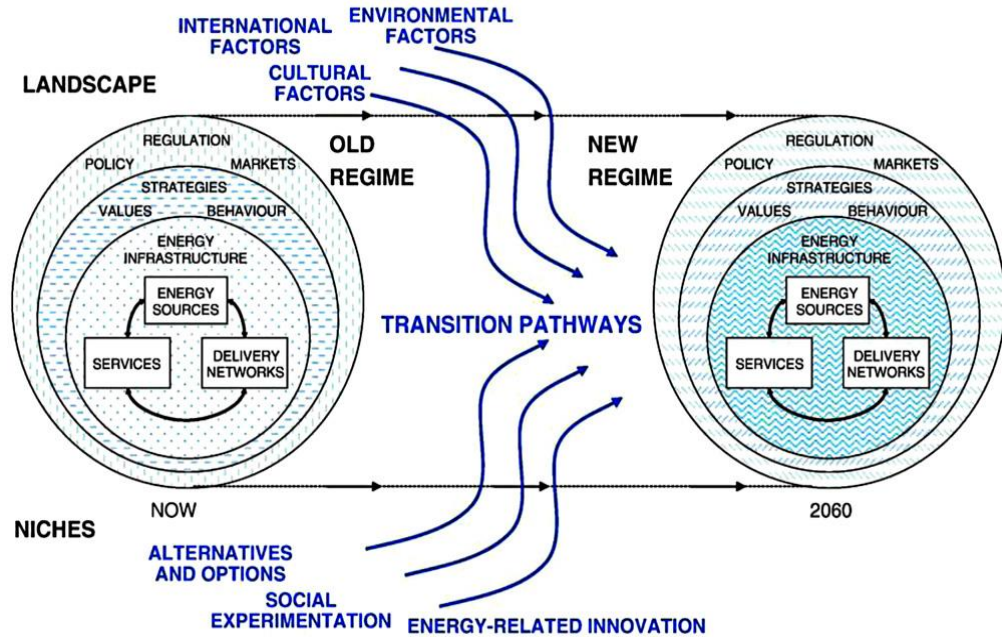 ENVIRONMENTAL
FACTORS
INTERNATIONAL
FACTORS
CULTURAL
FACTORS
LANDSCAPE
OLD
REGIME
NEW
REGIME
REGULATION
POLICY
MARKETS
STRATEGIES
VALUES
BEHAVIOUR
ENERGY
INFRASTRUCTURE
ENERGY
SOURCES
SERVICES
DELIVERY
NETWORKS
TRANSITION PATHWAYS
REGULATION
POLICY
MARKETS
STRATEGIES
VALUES
BEHAVIOUR
ENERGY
INFRASTRUCTURE
ENERGY
SOURCES
SERVICES
DELIVERY
NETWORKS
NOW
2060
NICHES
ALTERNATIVES
AND OPTIONS
SOCIAL
EXPERIMENTATION
ENERGY-RELATED INNOVATION